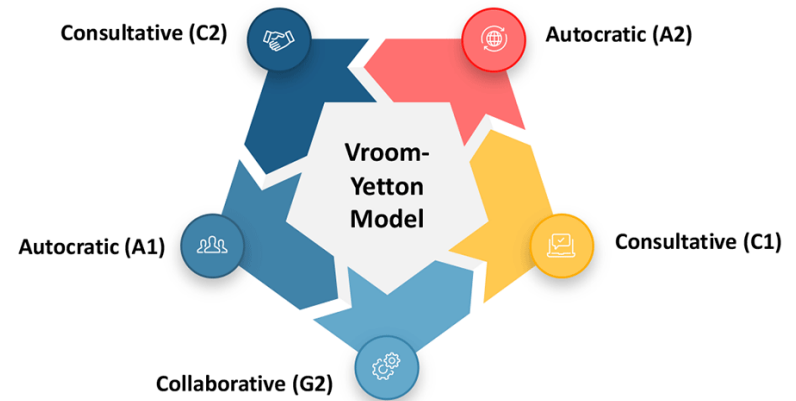 Consultative (C2)
Autocratic (A2)
Vroom-
Yetton
Model
Autocratic (A1)
Consultative (C1)
Collaborative (G2)